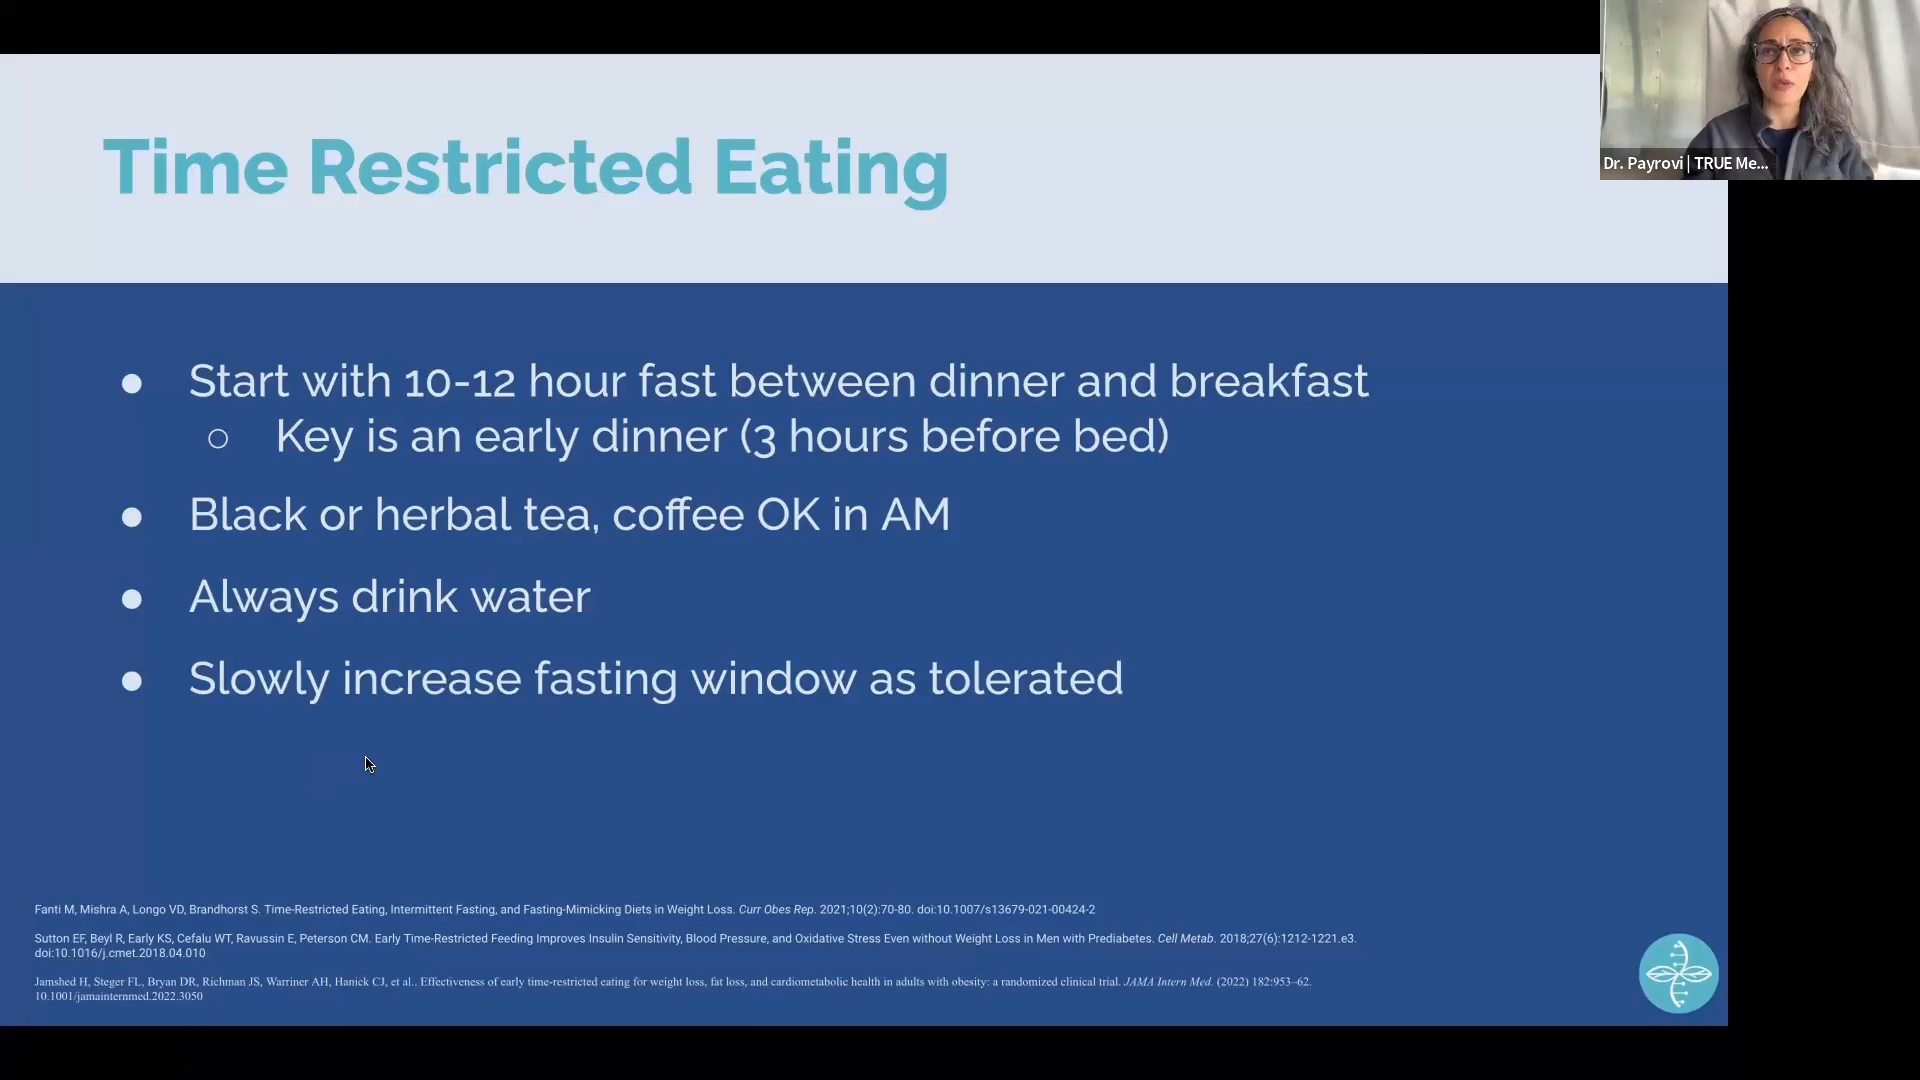 Dr. Payrovi | TRUE Me...
Time Restricted Eating
● Start with 10-12 hour fast between dinner and breakfast
○ Key is an early dinner (3 hours before bed)
● Black or herbal tea, coffee OK in AM
● Always drink water
● Slowly increase fasting window as tolerated
Fanti M, Mishra A, Longo VD, Brandhorst S. Time-Restricted Eating, Intermittent Fasting, and Fasting-Mimicking Diets in Weight Loss. Curr Obes Rep. 2021;10(2):70-80. doi:10.1007/s13679-021-00424-2
Sutton EF, Beyl R, Early KS, Cefalu WT, Ravussin E, Peterson CM. Early Time-Restricted Feeding Improves Insulin Sensitivity, Blood Pressure, and Oxidative Stress Even without Weight Loss in Men with Prediabetes. Cell Metab. 2018;27(6):1212-1221.e3.
doi:10.1016/j.cmet.2018.04.010
Jamshed H, Steger FL, Bryan DR, Richman JS, Warriner AH, Hanick CJ, et al.. Effectiveness of early time-restricted eating for weight loss, fat loss, and cardiometabolic health in adults with obesity: a randomized clinical trial. JAMA Intern Med. (2022) 182:953–62.
10.1001/jamainternmed.2022.3050